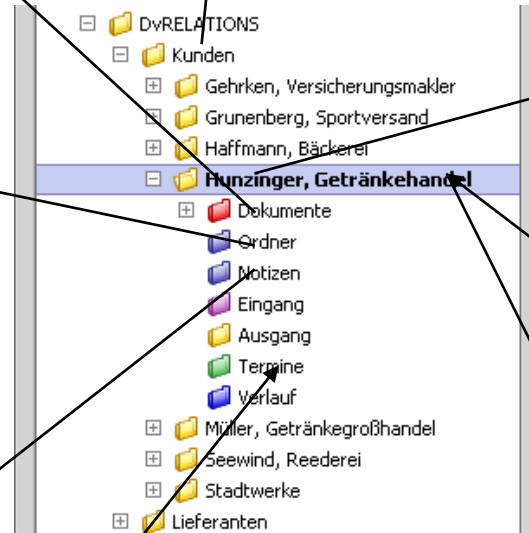 DvRELATIONS
Kunden
Gehrken, Versicherungsmakler
Grunenberg, Sportversand
Haffmann, Bäckerei
Hunzinger, Getränkehandel
Dokumente
Ordner
Notizen
Eingang
Ausgang
Termine
Verlauf
Müller, Getränkegroßhandel
Seewind, Reederei
Stadtwerke
Lieferanten